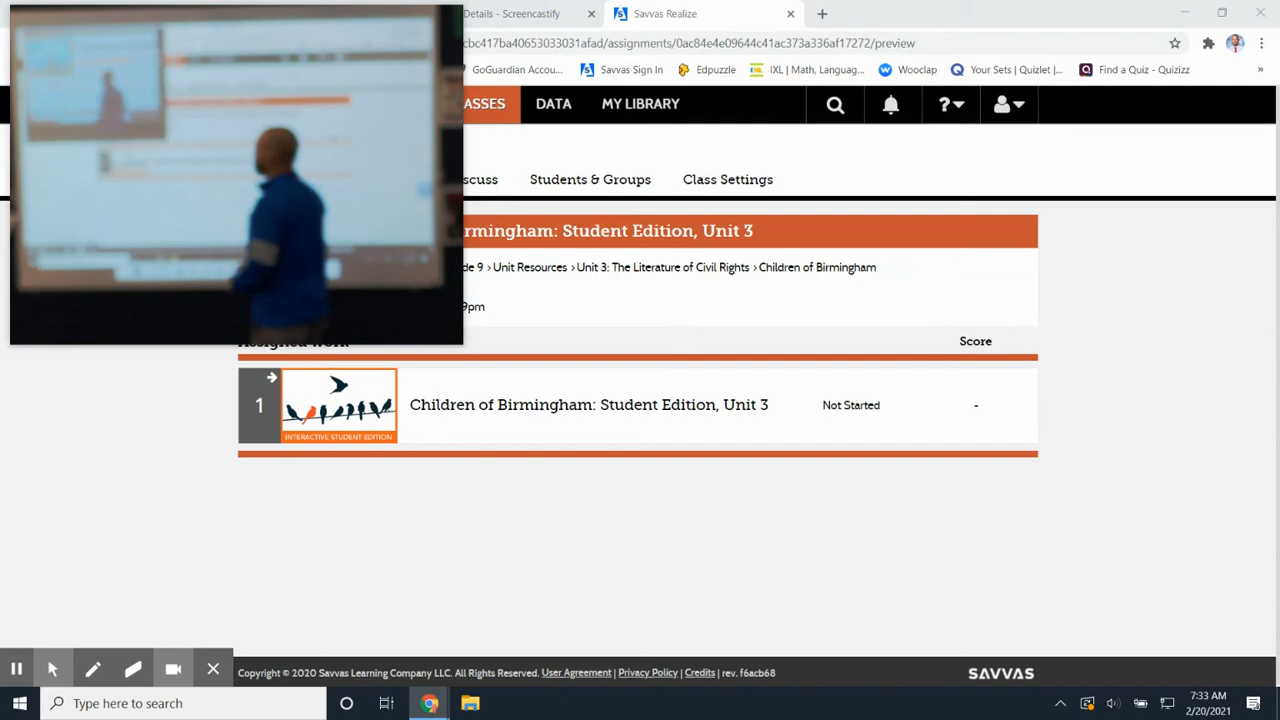 Details - Screencastify
Savvas Realize
cbc417ba40653033031afad/assignments/0ac84e4e09644c41ac373a336af17272/preview
GoGuardian Accou...
Savvas Sign In
Edpuzzle
IXL | Math, Languag...
Wooclap
Your Sets | Quizlet |...
Find a Quiz - Quizizz
»
ASSES
DATA
MY LIBRARY
?
cuss
Students & Groups
Class Settings
rmingham: Student Edition, Unit 3
de 9 › Unit Resources › Unit 3: The Literature of Civil Rights › Children of Birmingham
9pm
Assigned Work
Score
1
INTERACTIVE STUDENT EDITION
Children of Birmingham: Student Edition, Unit 3
Not Started
-
Copyright © 2020 Savvas Learning Company LLC. All Rights Reserved. User Agreement | Privacy Policy | Credits | rev. f6acb68
SAVVAS
Type here to search
7:33 AM
2/20/2021